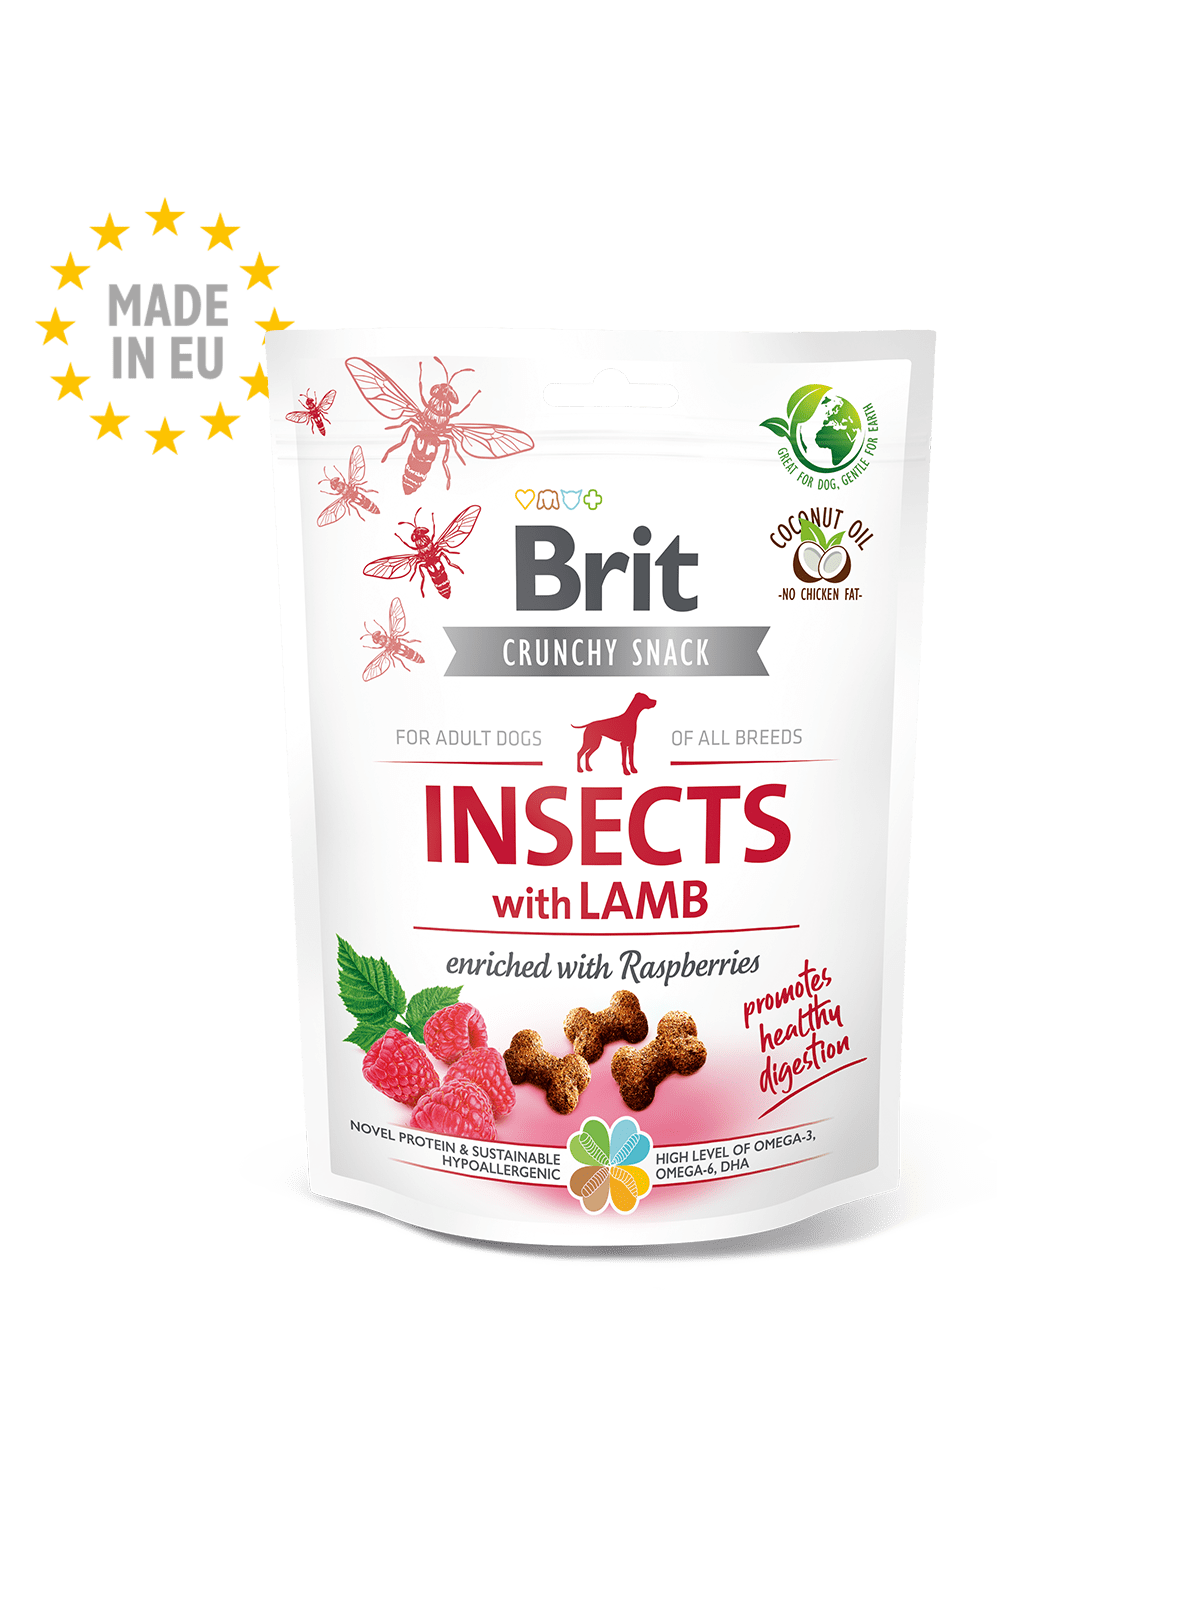 MADE
IN EU
GREAT FOR DOG, GENTLE FOR EARTH
Brit
COCONUT OIL
-NO CHICKEN FAT-
CRUNCHY SNACK
FOR ADULT DOGS
OF ALL BREEDS
INSECTS
with LAMB
enriched with Raspberries
promotes
healthy
digestion
NOVEL PROTEIN & SUSTAINABLE
HYPOALLERGENIC
HIGH LEVEL OF OMEGA-3,
OMEGA-6, DHA